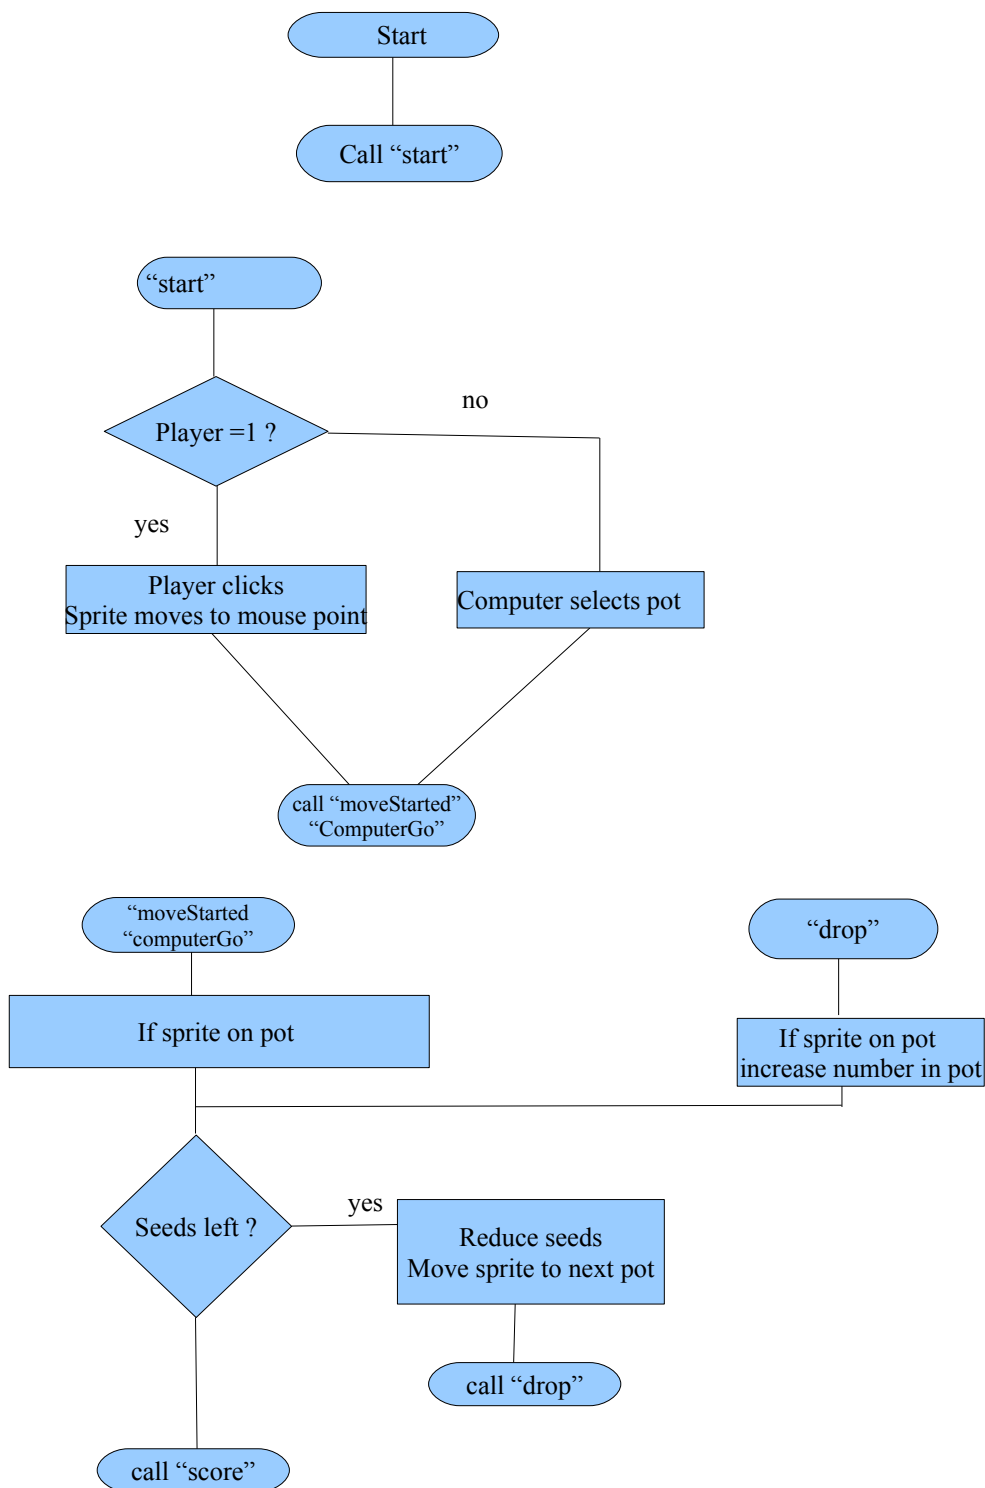 Start
Call “start”
“start”
Player =1 ?
no
yes
Player clicks
Sprite moves to mouse point
Computer selects pot
call “moveStarted”
“ComputerGo”
“moveStarted
“computerGo”
“drop”
If sprite on pot
If sprite on pot
increase number in pot
Seeds left ?
yes
Reduce seeds
Move sprite to next pot
call “drop”
call “score”